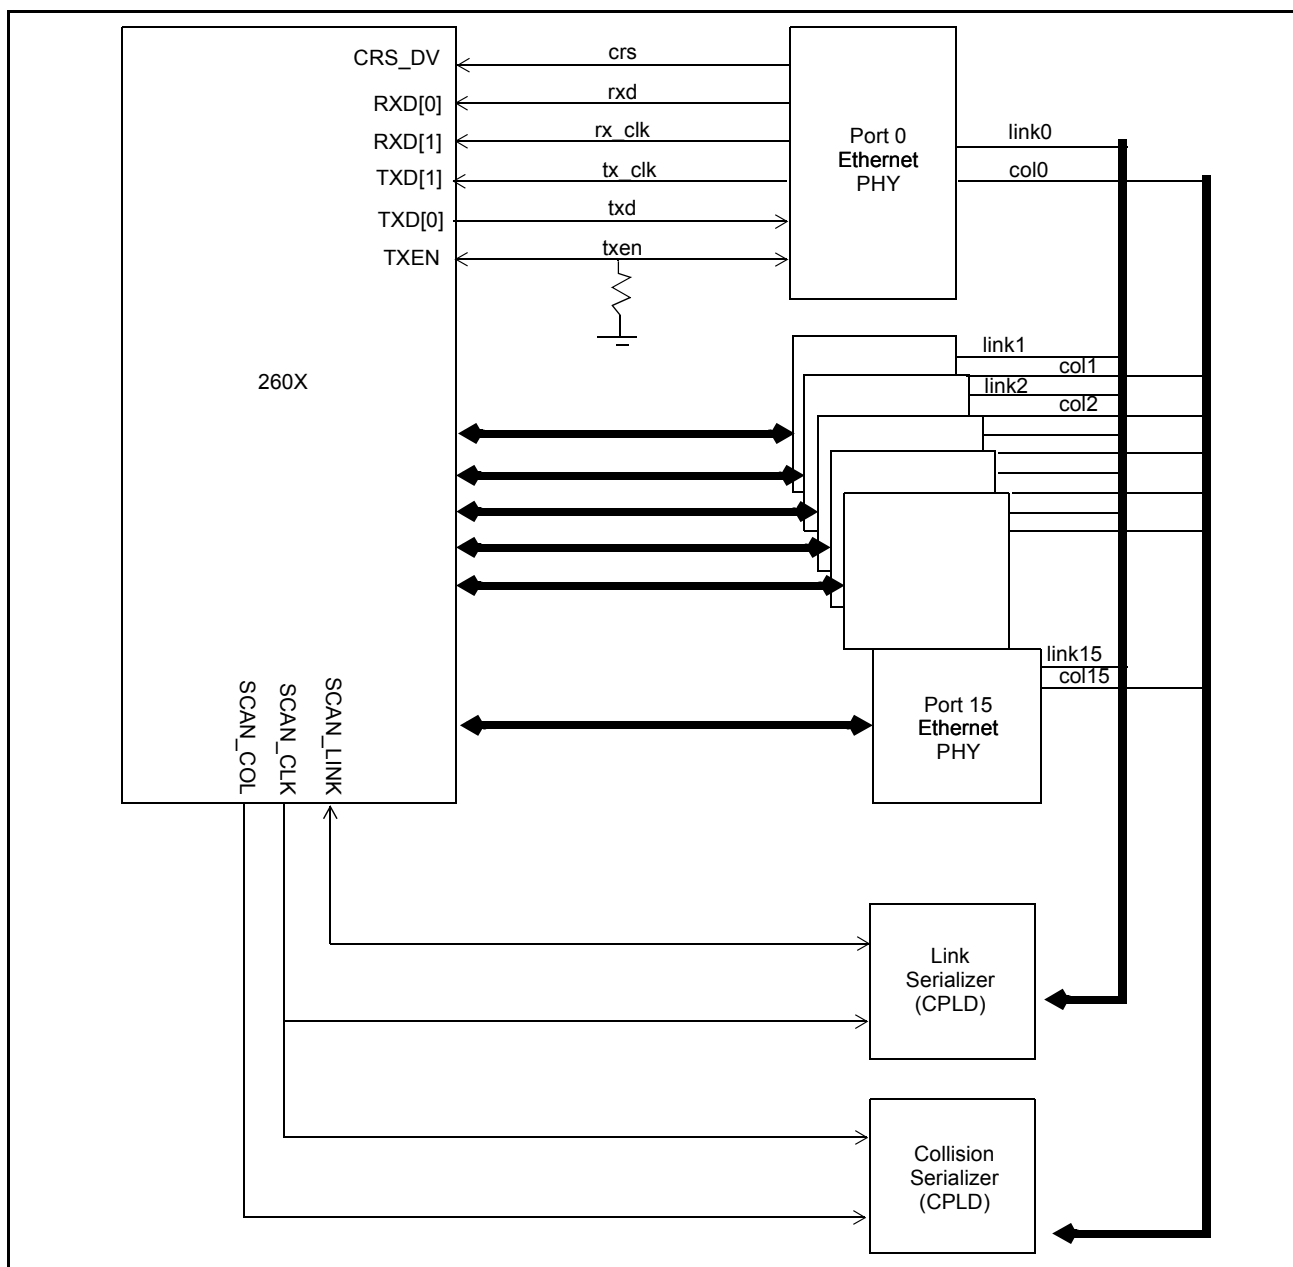 CRS_DV
crs
RXD[0]
rxd
RXD[1]
rx_clk
TXD[1]
tx_clk
TXD[0]
txd
TXEN
txen
Port 0
Ethernet
PHY
link0
col0
260X
link1
col1
link2
col2
link15
col15
Port 15
Ethernet
PHY
SCAN_COL
SCAN_CLK
SCAN_LINK
Link
Serializer
(CPLD)
Collision
Serializer
(CPLD)